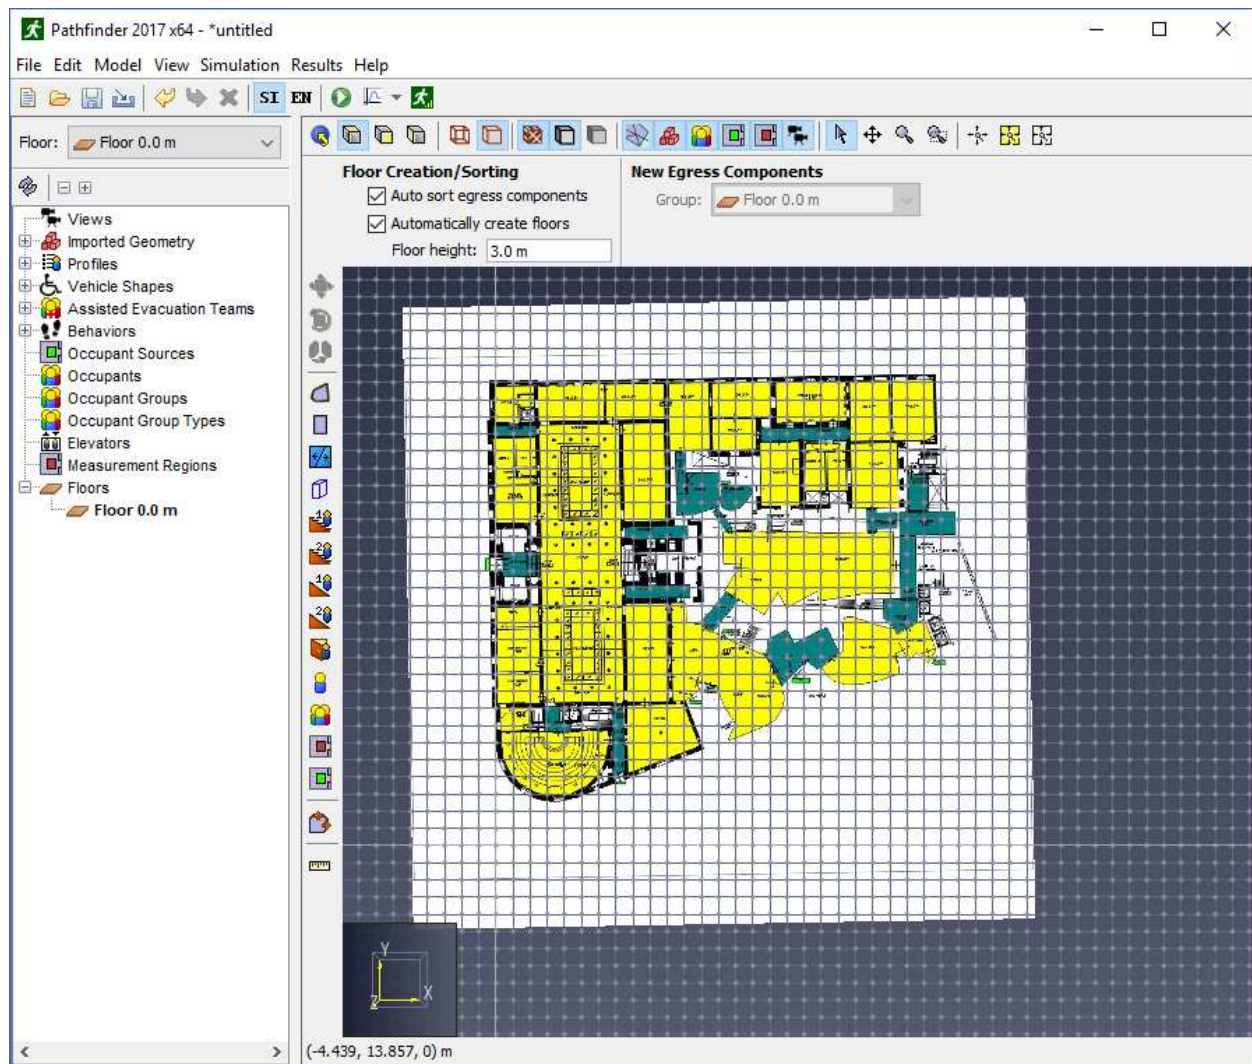 Pathfinder 2017 x64 - *untitled
File Edit Model View Simulation Results Help
SI EN
Floor: Floor 0.0 m
Floor Creation/Sorting
Auto sort egress components
Automatically create floors
Floor height: 3.0 m
New Egress Components
Group: Floor 0.0 m
Views
Imported Geometry
Profiles
Vehicle Shapes
Assisted Evacuation Teams
Behaviors
Occupant Sources
Occupants
Occupant Groups
Occupant Group Types
Elevators
Measurement Regions
Floors
Floor 0.0 m
Y
Z
X
(-4.439, 13.857, 0) m